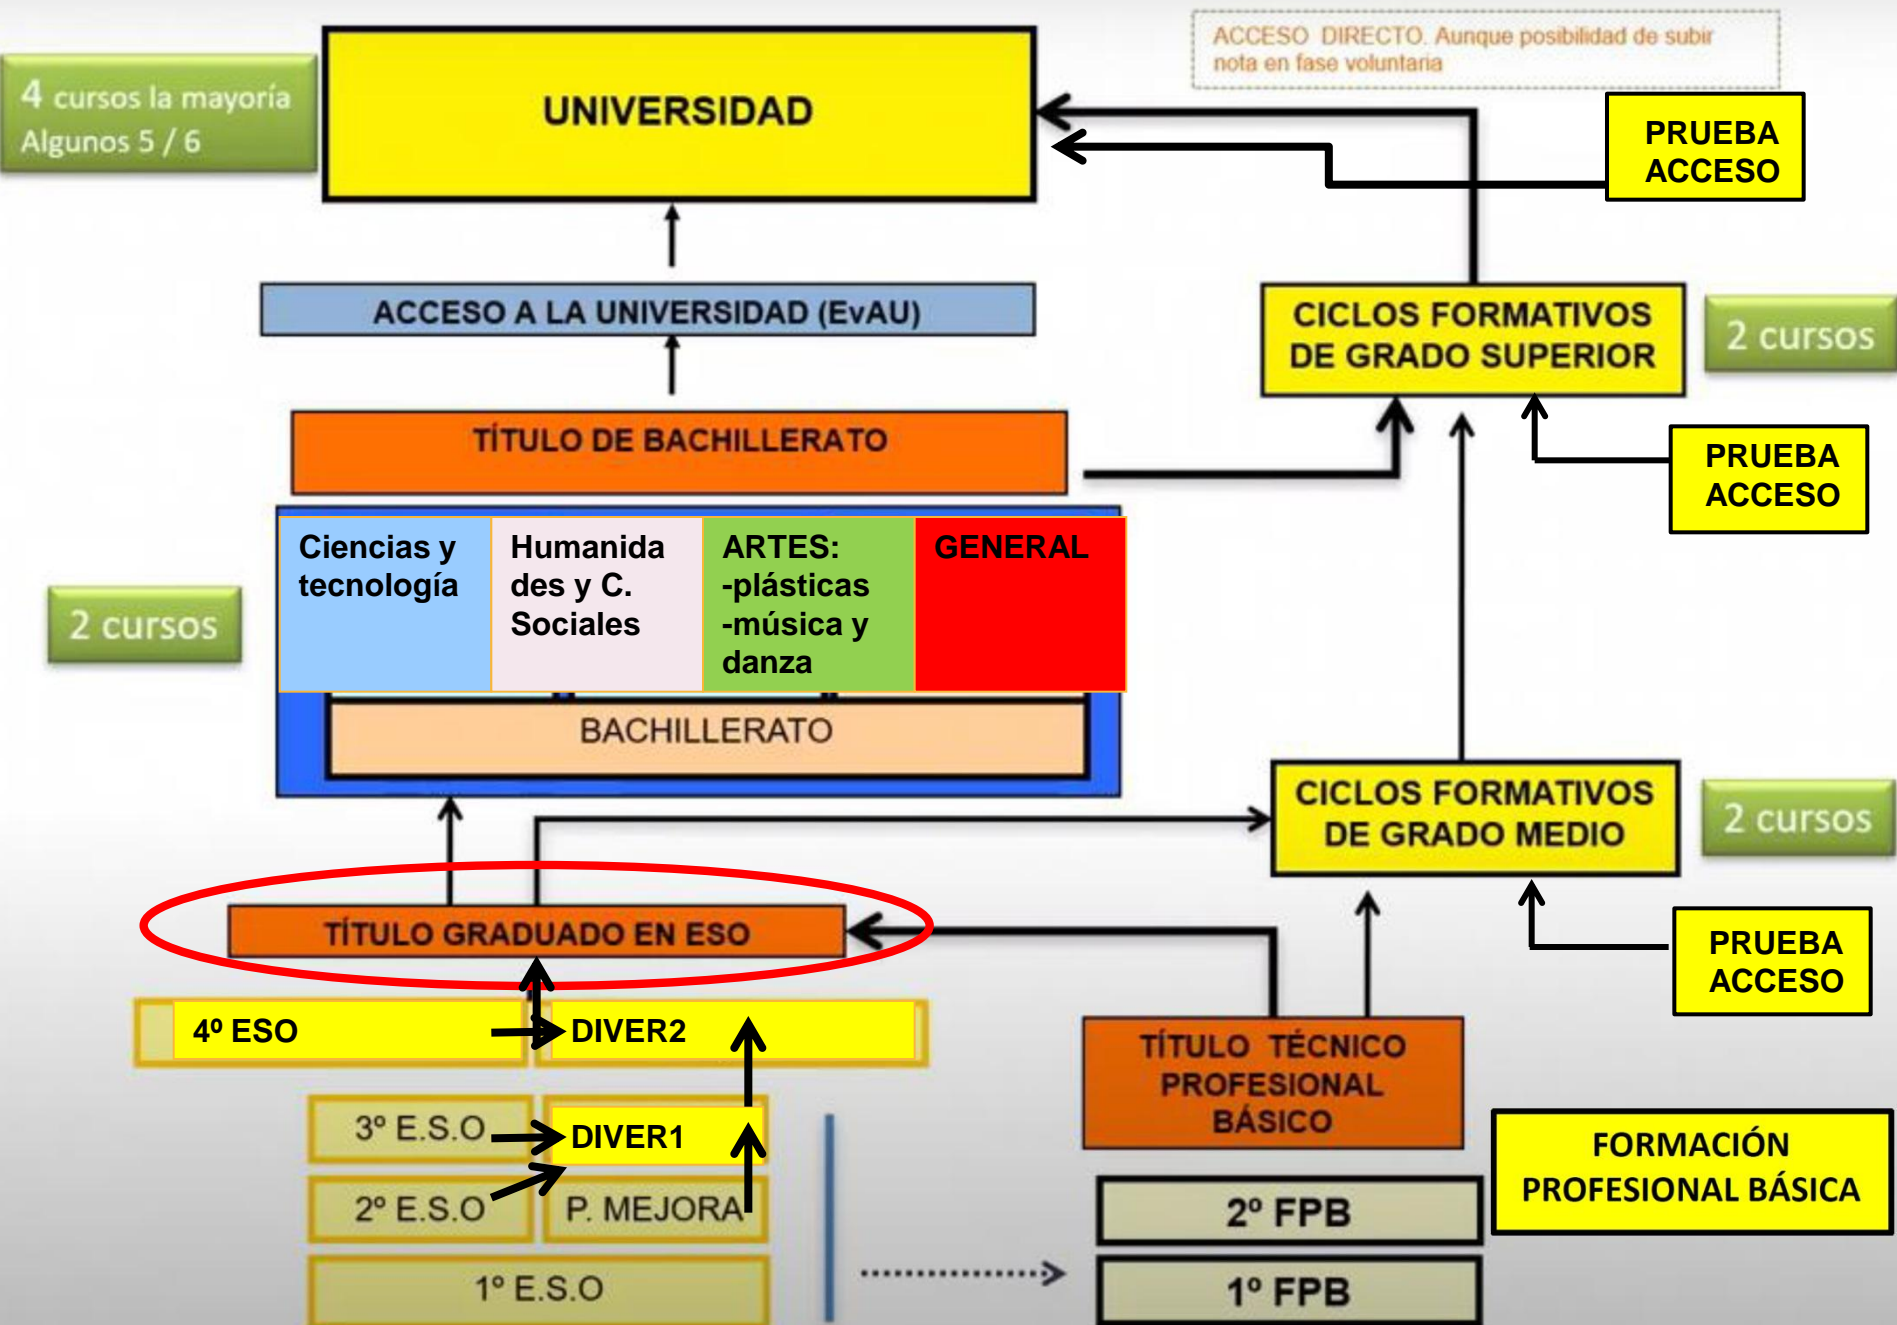 ACCESO DIRECTO. Aunque posibilidad de subir
nota en fase voluntaria
4 cursos la mayoría
Algunos 5 / 6
UNIVERSIDAD
PRUEBA
ACCESO
ACCESO A LA UNIVERSIDAD (EvAU)
CICLOS FORMATIVOS
DE GRADO SUPERIOR
2 cursos
TÍTULO DE BACHILLERATO
PRUEBA
ACCESO
Ciencias y
tecnología
Humanida
des y C.
Sociales
ARTES:
-plásticas
-música y
danza
GENERAL
2 cursos
BACHILLERATO
CICLOS FORMATIVOS
DE GRADO MEDIO
2 cursos
TÍTULO GRADUADO EN ESO
PRUEBA
ACCESO
4º ESO
DIVER2
TÍTULO TÉCNICO
PROFESIONAL
BÁSICO
3º E.S.O
DIVER1
FORMACIÓN
PROFESIONAL BÁSICA
2º E.S.O
P. MEJORA
2º FPB
1º E.S.O
1º FPB